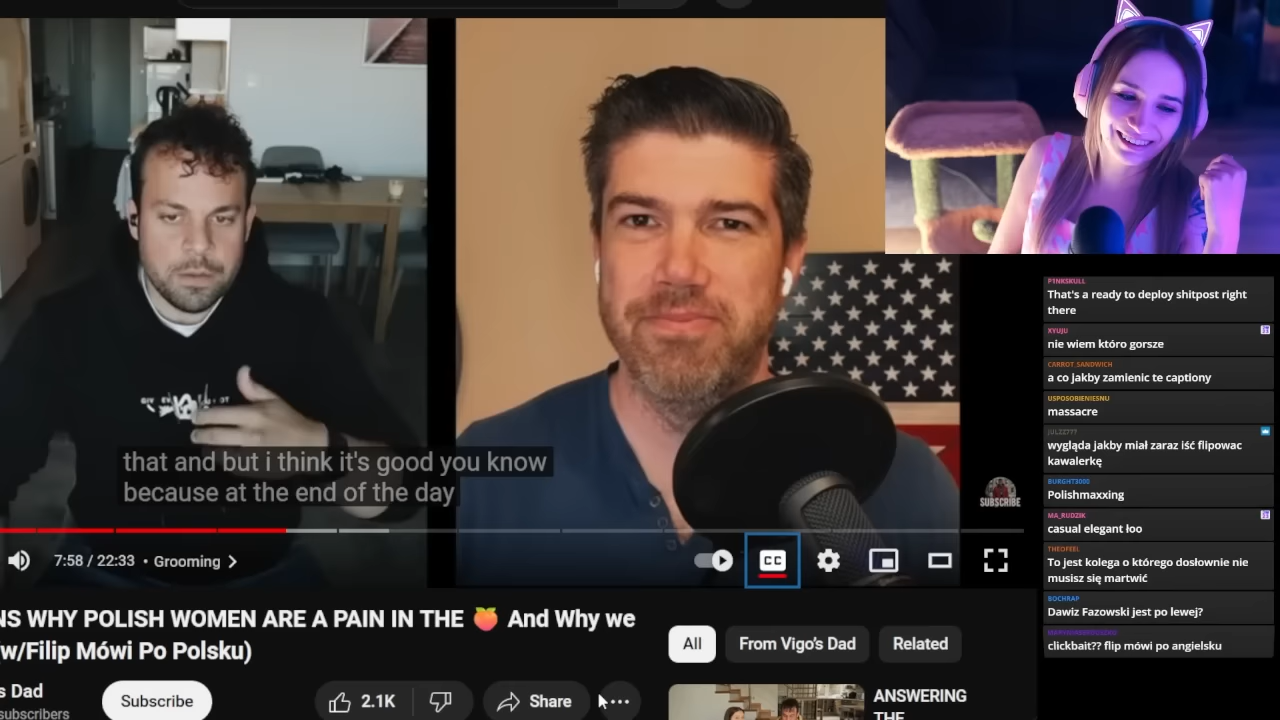 that and but i think it's good you know
because at the end of the day
SUBSCRIBE
7:58 / 22:33 • Grooming
CC
NS WHY POLISH WOMEN ARE A PAIN IN THE 🍑 And Why we
(w/Filip Mówi Po Polsku)
s Dad
subscribers
Subscribe
2.1K
Share
All
From Vigo's Dad
Related
ANSWERING
THE
P1NKSKULL
That's a ready to deploy shitpost right
there
XYUJU
nie wiem któro gorsze
CARROT_SANDWICH
a co jakby zamienic te captiony
USPOSOBIENIESNU
massacre
wygląda jakby miał zaraz iść flipowac
kawalerkę
BURGHT3000
Polishmaxxing
MA_RUDZIK
casual elegant łoo
THEOFEEL
To jest kolega o którego dosłownie nie
musisz się martwić
BOCHRAP
Dawiz Fazowski jest po lewej?
clickbait?? flip mówi po angielsku